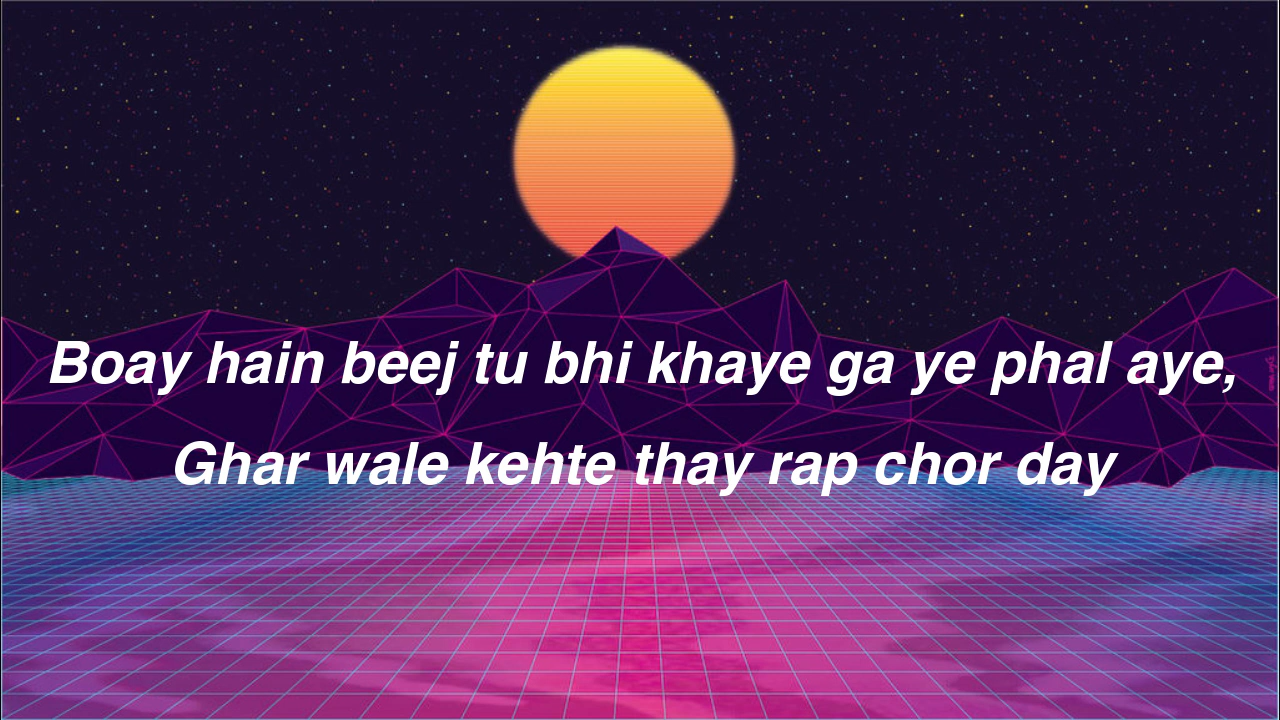 Boay hain beej tu bhi khaye ga ye phal aye,
Ghar wale kehte thay rap chor day